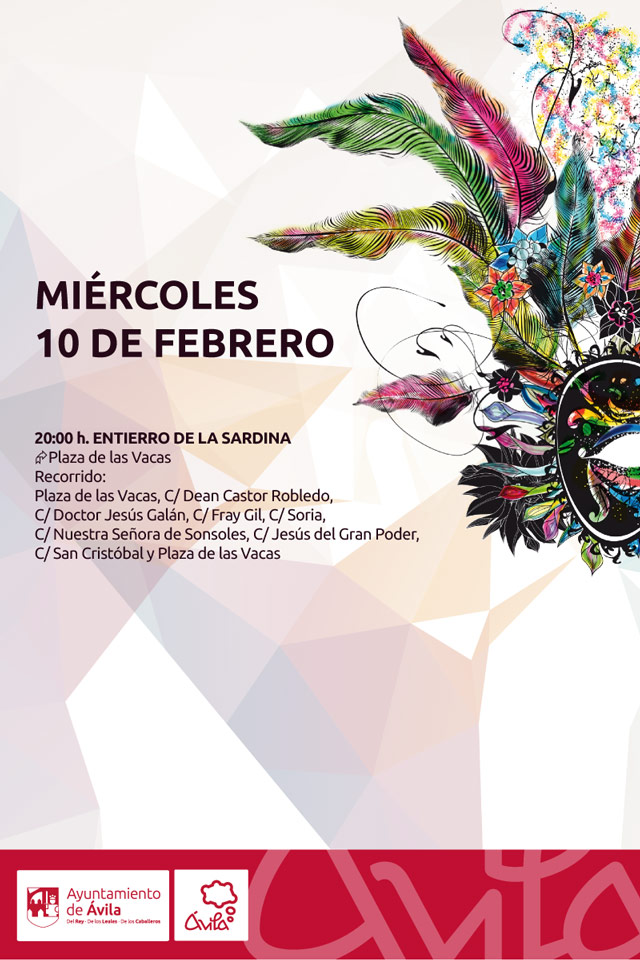 MIÉRCOLES
10 DE FEBRERO
20:00 h. ENTIERRO DE LA SARDINA
Plaza de las Vacas
Recorrido:
Plaza de las Vacas, C/ Dean Castor Robledo,
C/ Doctor Jesús Galán, C/ Fray Gil, C/ Soria,
C/ Nuestra Señora de Sonsoles, C/ Jesús del Gran Poder,
C/ San Cristóbal y Plaza de las Vacas
Ayuntamiento
de Ávila
Del Rey · De los Leales · De los Caballeros
Ávila
Ávila